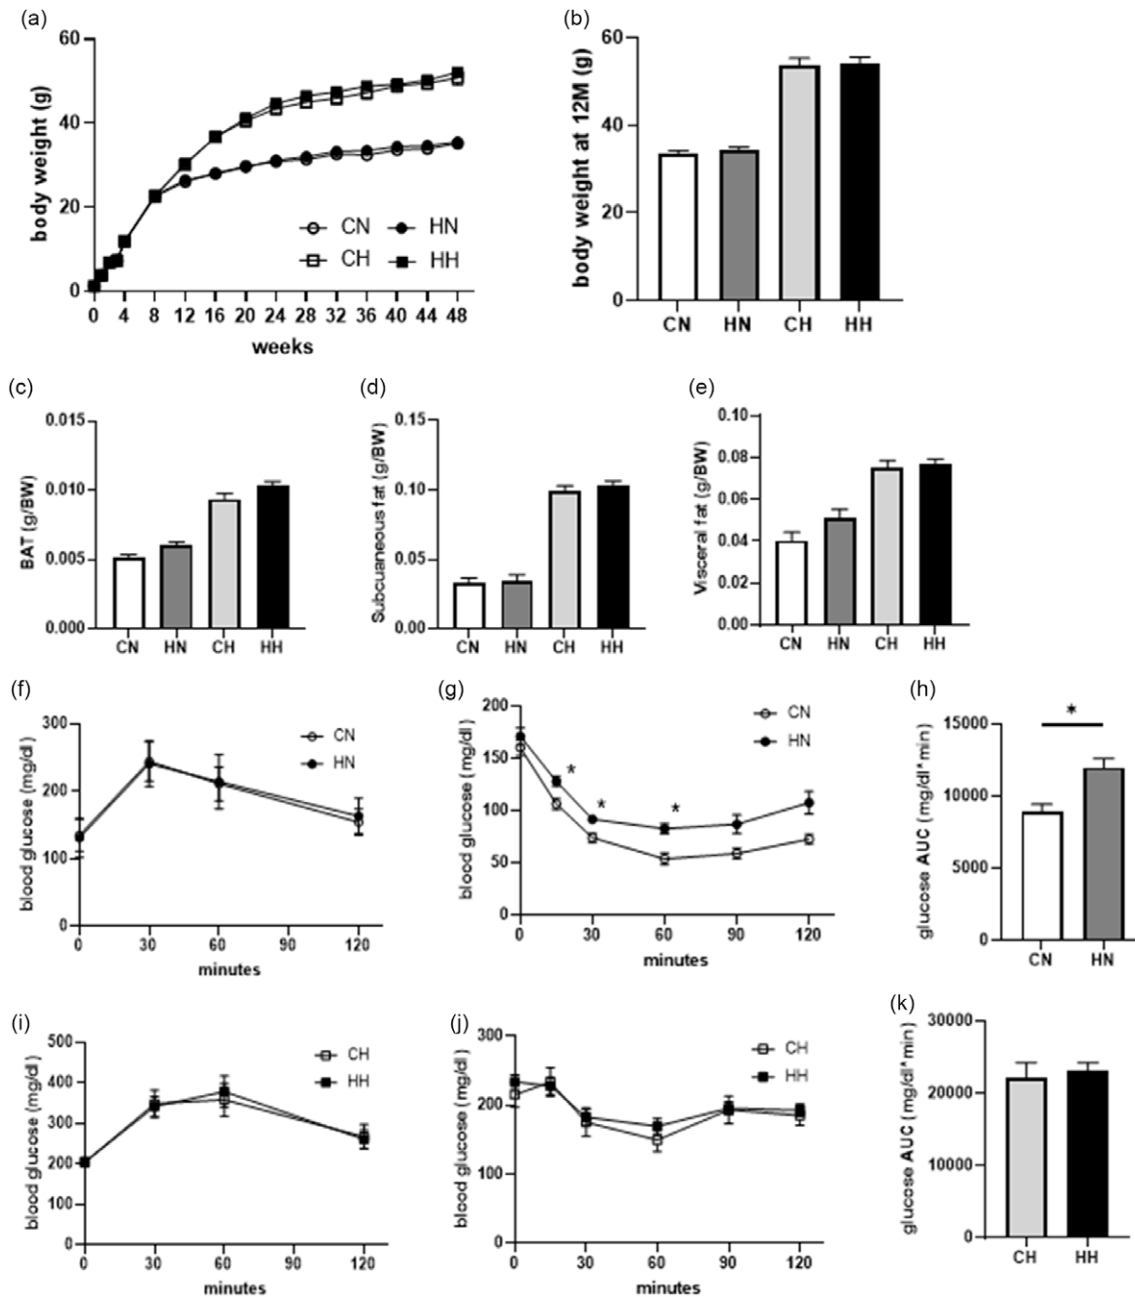 (a)
60
40
20
0
body weight (g)
CN
HN
CH
HH
0 4 8 12 16 20 24 28 32 36 40 44 48
weeks
(b)
60
40
20
0
body weight at 12M (g)
CN HN CH HH
(c)
0.015
0.010
0.005
0.000
BAT (g/BW)
CN HN CH HH
(d)
0.15
0.10
0.05
0.00
Subcuaneous fat (g/BW)
CN HN CH HH
(e)
0.10
0.08
0.06
0.04
0.02
0.00
Visceral fat (g/BW)
CN HN CH HH
(f)
300
200
100
0
blood glucose (mg/dl)
CN
HN
0 30 60 90 120
minutes
(g)
200
150
100
50
0
blood glucose (mg/dl)
CN
HN
* * *
0 30 60 90 120
minutes
(h)
15000
10000
5000
0
glucose AUC (mg/dl*min)
*
CN HN
(i)
500
400
300
200
100
0
blood glucose (mg/dl)
CH
HH
0 30 60 90 120
minutes
(j)
300
200
100
0
blood glucose (mg/dl)
CH
HH
0 30 60 90 120
minutes
(k)
30000
20000
10000
0
glucose AUC (mg/dl*min)
CH HH